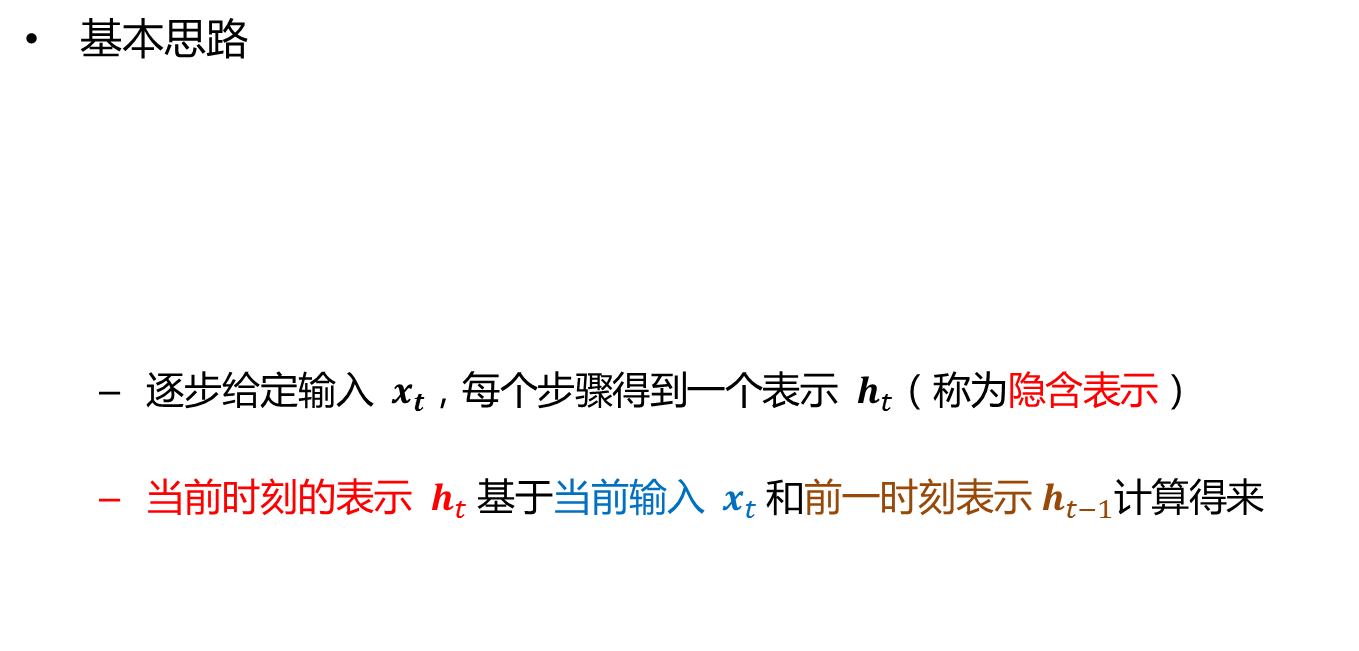 • 基本思路
– 逐步给定输入 xₜ，每个步骤得到一个表示 hₜ（称为隐含表示）
– 当前时刻的表示 hₜ 基于当前输入 xₜ 和前一时刻表示 hₜ₋₁计算得来